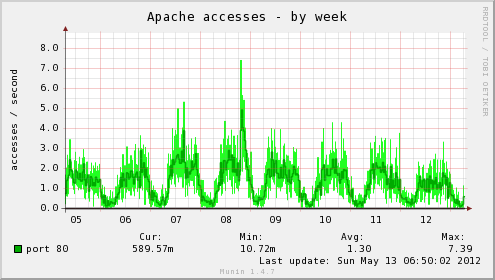 Apache accesses - by week
RRDTOOL / TOBI OETIKER
accesses / second
8.0
7.0
6.0
5.0
4.0
3.0
2.0
1.0
0.0
05 06 07 08 09 10 11 12
Cur: Min: Avg: Max:
port 80 589.57m 10.72m 1.30 7.39
Last update: Sun May 13 06:50:02 2012
Munin 1.4.7